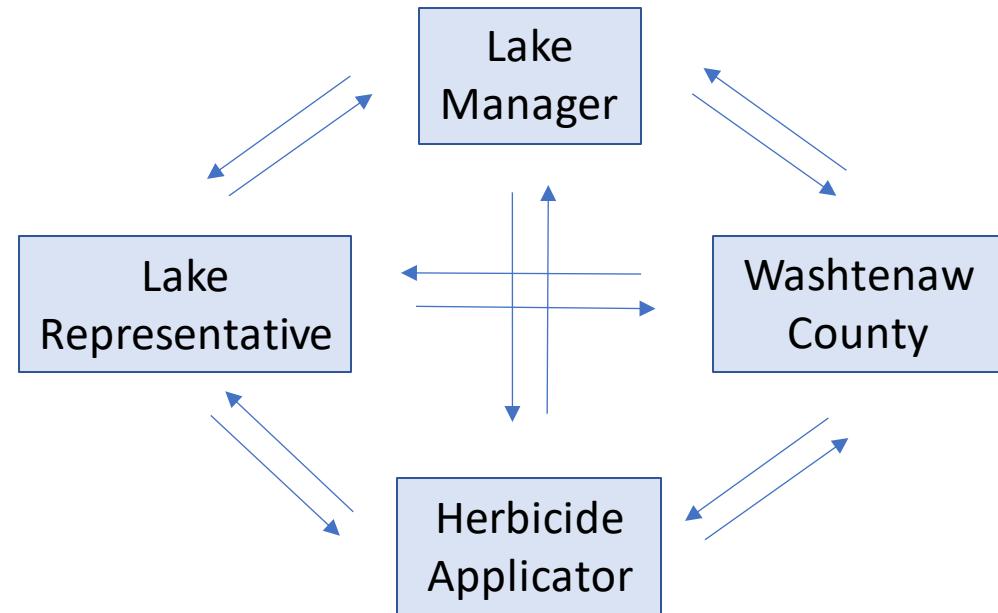 Lake
Manager
Lake
Representative
Washtenaw
County
Herbicide
Applicator